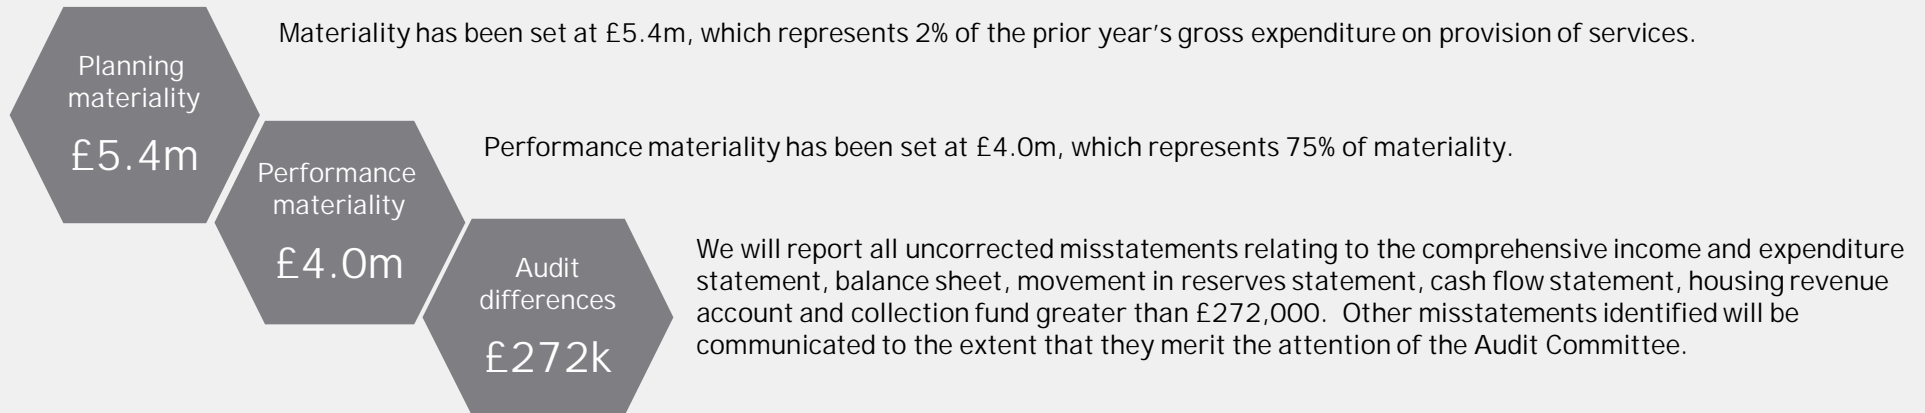 Planning
materiality
£5.4m
Materiality has been set at £5.4m, which represents 2% of the prior year's gross expenditure on provision of services.
Performance
materiality
£4.0m
Performance materiality has been set at £4.0m, which represents 75% of materiality.
Audit
differences
£272k
We will report all uncorrected misstatements relating to the comprehensive income and expenditure
statement, balance sheet, movement in reserves statement, cash flow statement, housing revenue
account and collection fund greater than £272,000.  Other misstatements identified will be
communicated to the extent that they merit the attention of the Audit Committee.